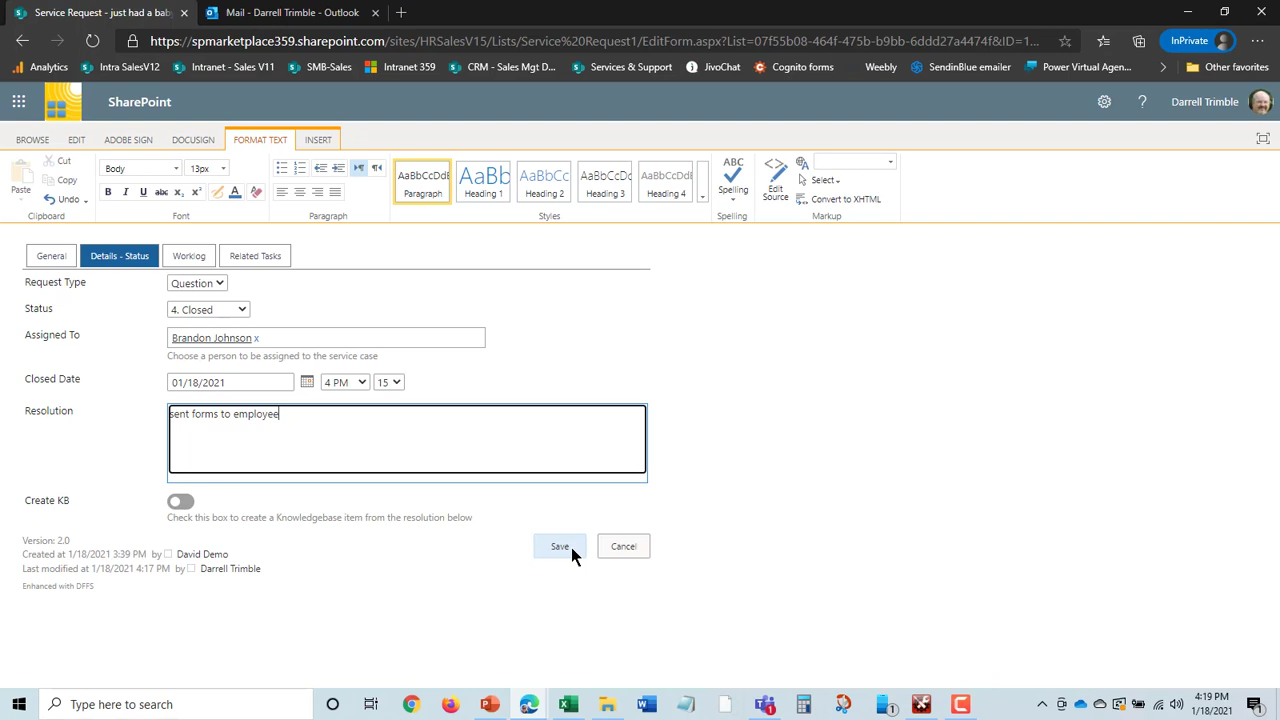 Service Request - just had a bab
Mail - Darrell Trimble - Outlook
https://spmarketplace359.sharepoint.com/sites/HRSalesV15/Lists/Service%20Request1/EditForm.aspx?List=07f55b08-464f-475b-b9bb-6ddd27a4474f&ID=1...
InPrivate
Analytics
Intra SalesV12
Intranet - Sales V11
SMB-Sales
Intranet 359
CRM - Sales Mgt D...
Services & Support
JivoChat
Cognito forms
Weebly
SendinBlue emailer
Power Virtual Agen...
Other favorites
SharePoint
Darrell Trimble
BROWSE
EDIT
ADOBE SIGN
DOCUSIGN
FORMAT TEXT
INSERT
Paste
Cut
Copy
Undo
Clipboard
Body
13px
B I U abc x₂ x²
A
Font
Paragraph
AaBbCcDdE
Paragraph
AaBb
Heading 1
AaBbC
Heading 2
AaBbCcD
Heading 3
AaBbCcDdE
Heading 4
Styles
ABC
Spelling
Spelling
Edit
Source
Select
Convert to XHTML
Markup
General
Details - Status
Worklog
Related Tasks
Request Type
Question
Status
4. Closed
Assigned To
Brandon Johnson x
Choose a person to be assigned to the service case
Closed Date
01/18/2021
4 PM
15
Resolution
sent forms to employee
Create KB
Check this box to create a Knowledgebase item from the resolution below
Version: 2.0
Created at 1/18/2021 3:39 PM by David Demo
Last modified at 1/18/2021 4:17 PM by Darrell Trimble
Enhanced with DFFS
Save
Cancel
Type here to search
4:19 PM
1/18/2021